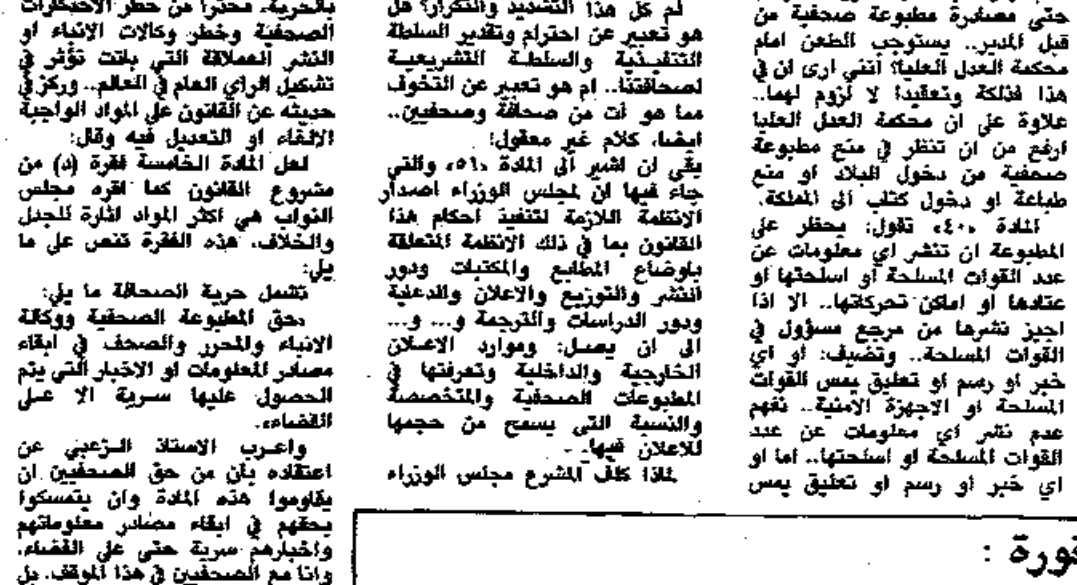 حتى مصادرة مطبوعة صحفية من
قبل المدير.. يستوجب الطعن امام
محكمة العدل العليا؟ انني ارى ان في
هذا فذلكة وتعقيدا لا لزوم لهما..
علاوة على ان محكمة العدل العليا
ارفع من ان تنظر في منع مطبوعة
صحفية من دخول البلاد او منع
طباعة او دخول كتاب الى المملكة.
المادة «٤٠» تقول: يحظر على
المطبوعة ان تنشر اي معلومات عن
عدد القوات المسلحة أو اسلحتها او
عتادها او اماكن تحركاتها.. الا اذا
اجيز نشرها من مرجع مسؤول في
القوات المسلحة.. وتضيف: او اي
خبر او رسم او تعليق يمس القوات
المسلحة او الاجهزة الامنية.. نفهم
عدم نشر اي معلومات عن عدد
القوات المسلحة او اسلحتها.. اما او
اي خبر او رسم او تعليق يمس
لم كل هذا التشديد والتكرار؟ هل
هو تعبير عن احترام وتقدير السلطة
التنفيذية والسلطة التشريعية
لصحافتنا.. ام هو تعبير عن التخوف
مما هو آت من صحافة وصحفيين..
ايضا، كلام غير معقول!
بقي ان اشير الى المادة «٥٦» والتي
جاء فيها ان لمجلس الوزراء اصدار
الانظمة اللازمة لتنفيذ احكام هذا
القانون بما في ذلك الانظمة المتعلقة
باوضاع المطابع والمكتبات ودور
النشر والتوزيع والاعلان والدعاية
ودور الدراسات والترجمة و... و...
الى ان يصل: وموارد الاعلان
الخارجية والداخلية وتعرفتها في
المطبوعات الصحفية والمتخصصة
والنسبة التي يسمح من حجمها
للاعلان فيها..
لماذا كلف المشرع مجلس الوزراء
بالحرية، محذرا من خطر الاحتكارات
الصحفية وخطر وكالات الانباء او
النشر العملاقة التي باتت تؤثر في
تشكيل الراي العام في العالم.. وركز في
حديثه عن القانون على المواد الواجبة
الالغاء او التعديل فيه وقال:
لعل المادة الخامسة فقرة (د) من
مشروع القانون كما اقره مجلس
النواب هي اكثر المواد اثارة للجدل
والخلاف، هذه الفقرة تنص على ما
يلي:
تشمل حرية الصحافة ما يلي:
«حق المطبوعة الصحفية ووكالة
الانباء والمحرر والصحف في ابقاء
مصادر المعلومات او الاخبار التي يتم
الحصول عليها سرية الا على
القضاء».
واعرب الاستاذ الزعبي عن
اعتقاده بأن من حق الصحفيين ان
يقاوموا هذه المادة وان يتمسكوا
بحقهم في ابقاء مصادر معلوماتهم
واخبارهم سرية حتى على القضاء.
وانا مع الصحفيين في هذا الموقف. بل
ورة :